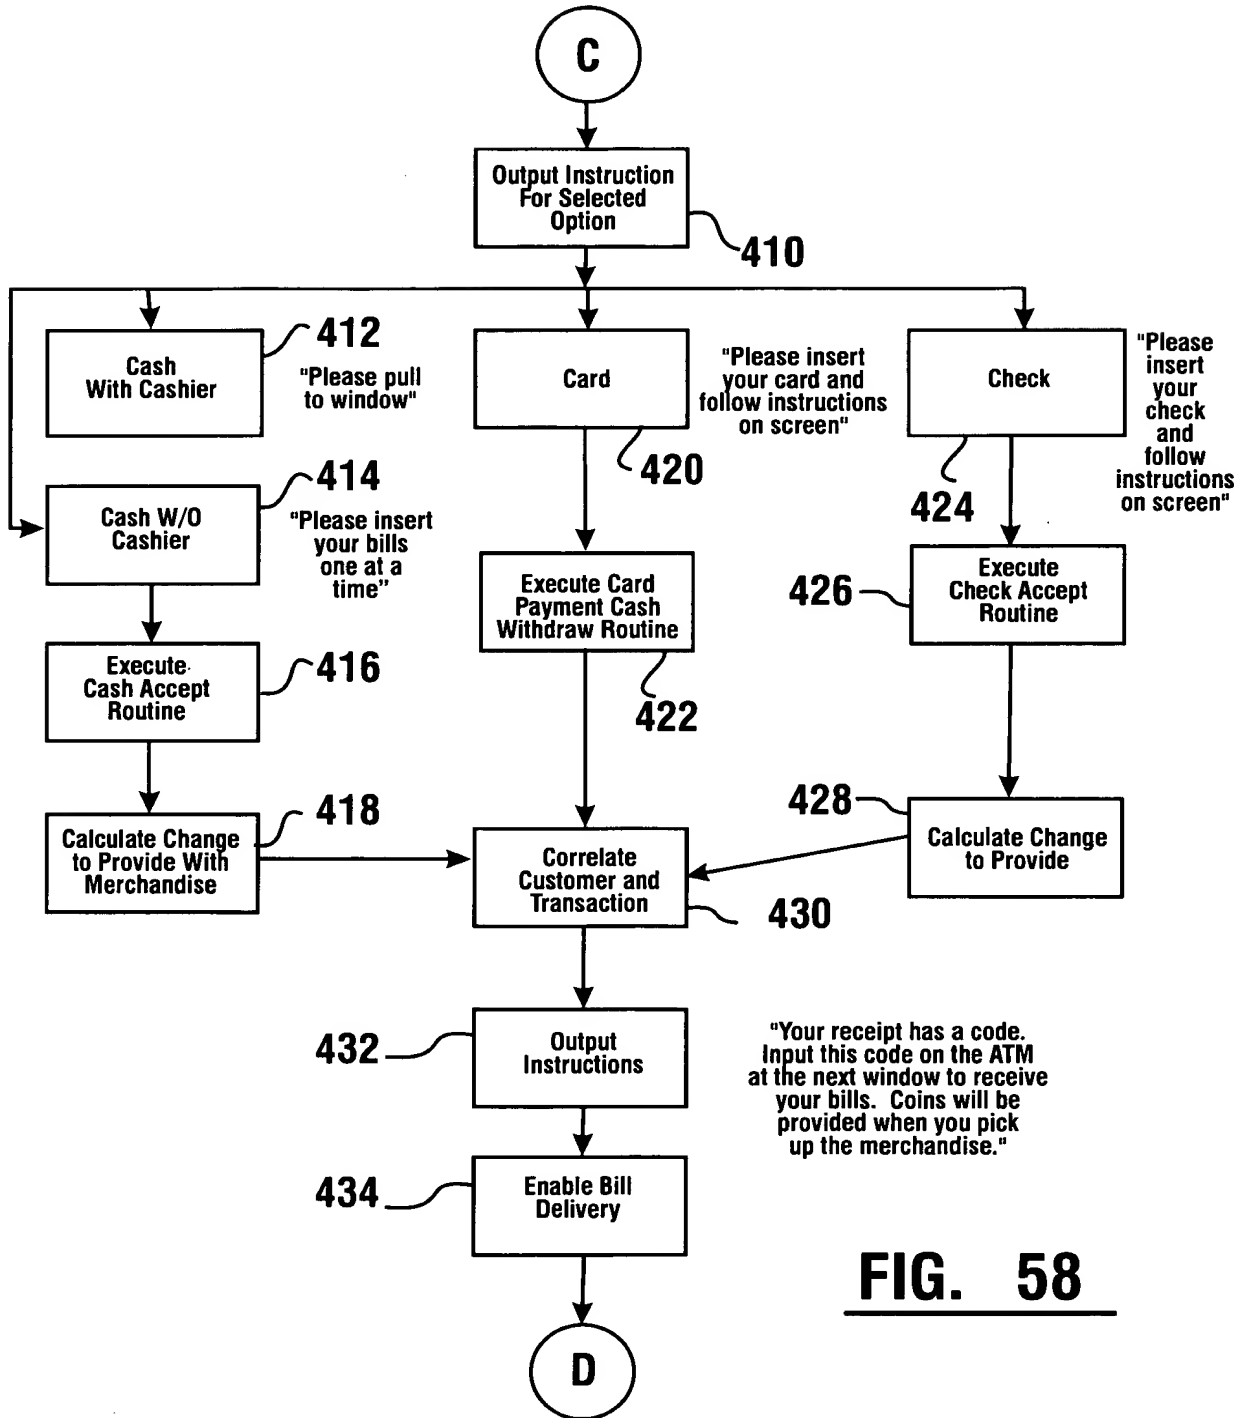 C
Output Instruction
For Selected
Option
410
412
Cash
With Cashier
"Please pull
to window"
Card
"Please insert
your card and
follow instructions
on screen"
420
Check
"Please
insert
your
check
and
follow
instructions
on screen"
424
414
Cash W/O
Cashier
"Please insert
your bills
one at a
time"
Execute Card
Payment Cash
Withdraw Routine
422
426
Execute
Check Accept
Routine
Execute
Cash Accept
Routine
416
418
Calculate Change
to Provide With
Merchandise
428
Calculate Change
to Provide
Correlate
Customer and
Transaction
430
432
Output
Instructions
"Your receipt has a code.
Input this code on the ATM
at the next window to receive
your bills. Coins will be
provided when you pick
up the merchandise."
434
Enable Bill
Delivery
D
FIG. 58